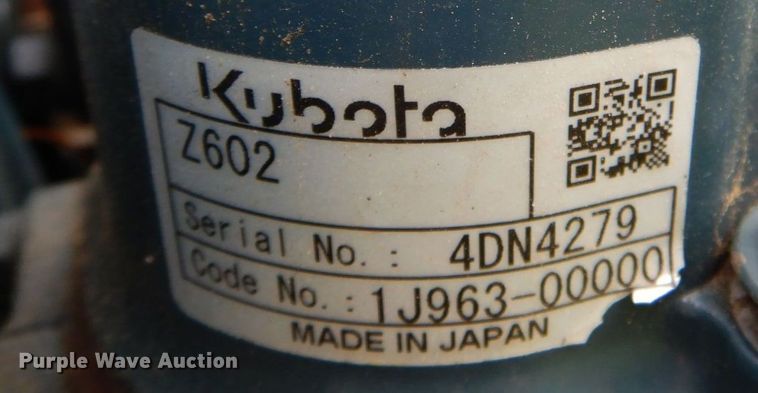 Kubota
Z602
Serial No.: 4DN4279
Code No.: 1J963-00000
MADE IN JAPAN
Purple Wave Auction